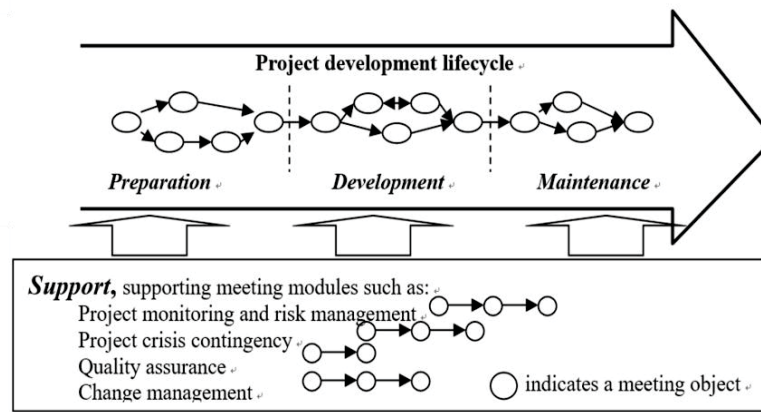 Project development lifecycle
Preparation
Development
Maintenance
Support, supporting meeting modules such as:
Project monitoring and risk management
Project crisis contingency
Quality assurance
Change management
indicates a meeting object